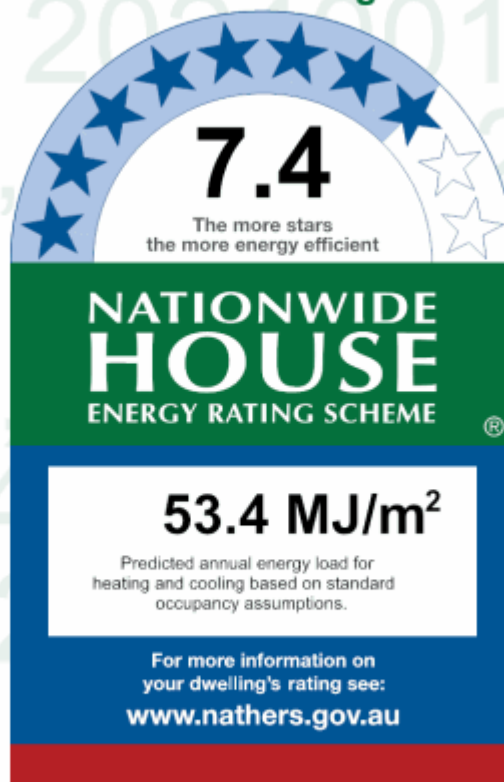 7.4
The more stars
the more energy efficient
NATIONWIDE
HOUSE
ENERGY RATING SCHEME
®
53.4 MJ/m²
Predicted annual energy load for
heating and cooling based on standard
occupancy assumptions.
For more information on
your dwelling's rating see:
www.nathers.gov.au